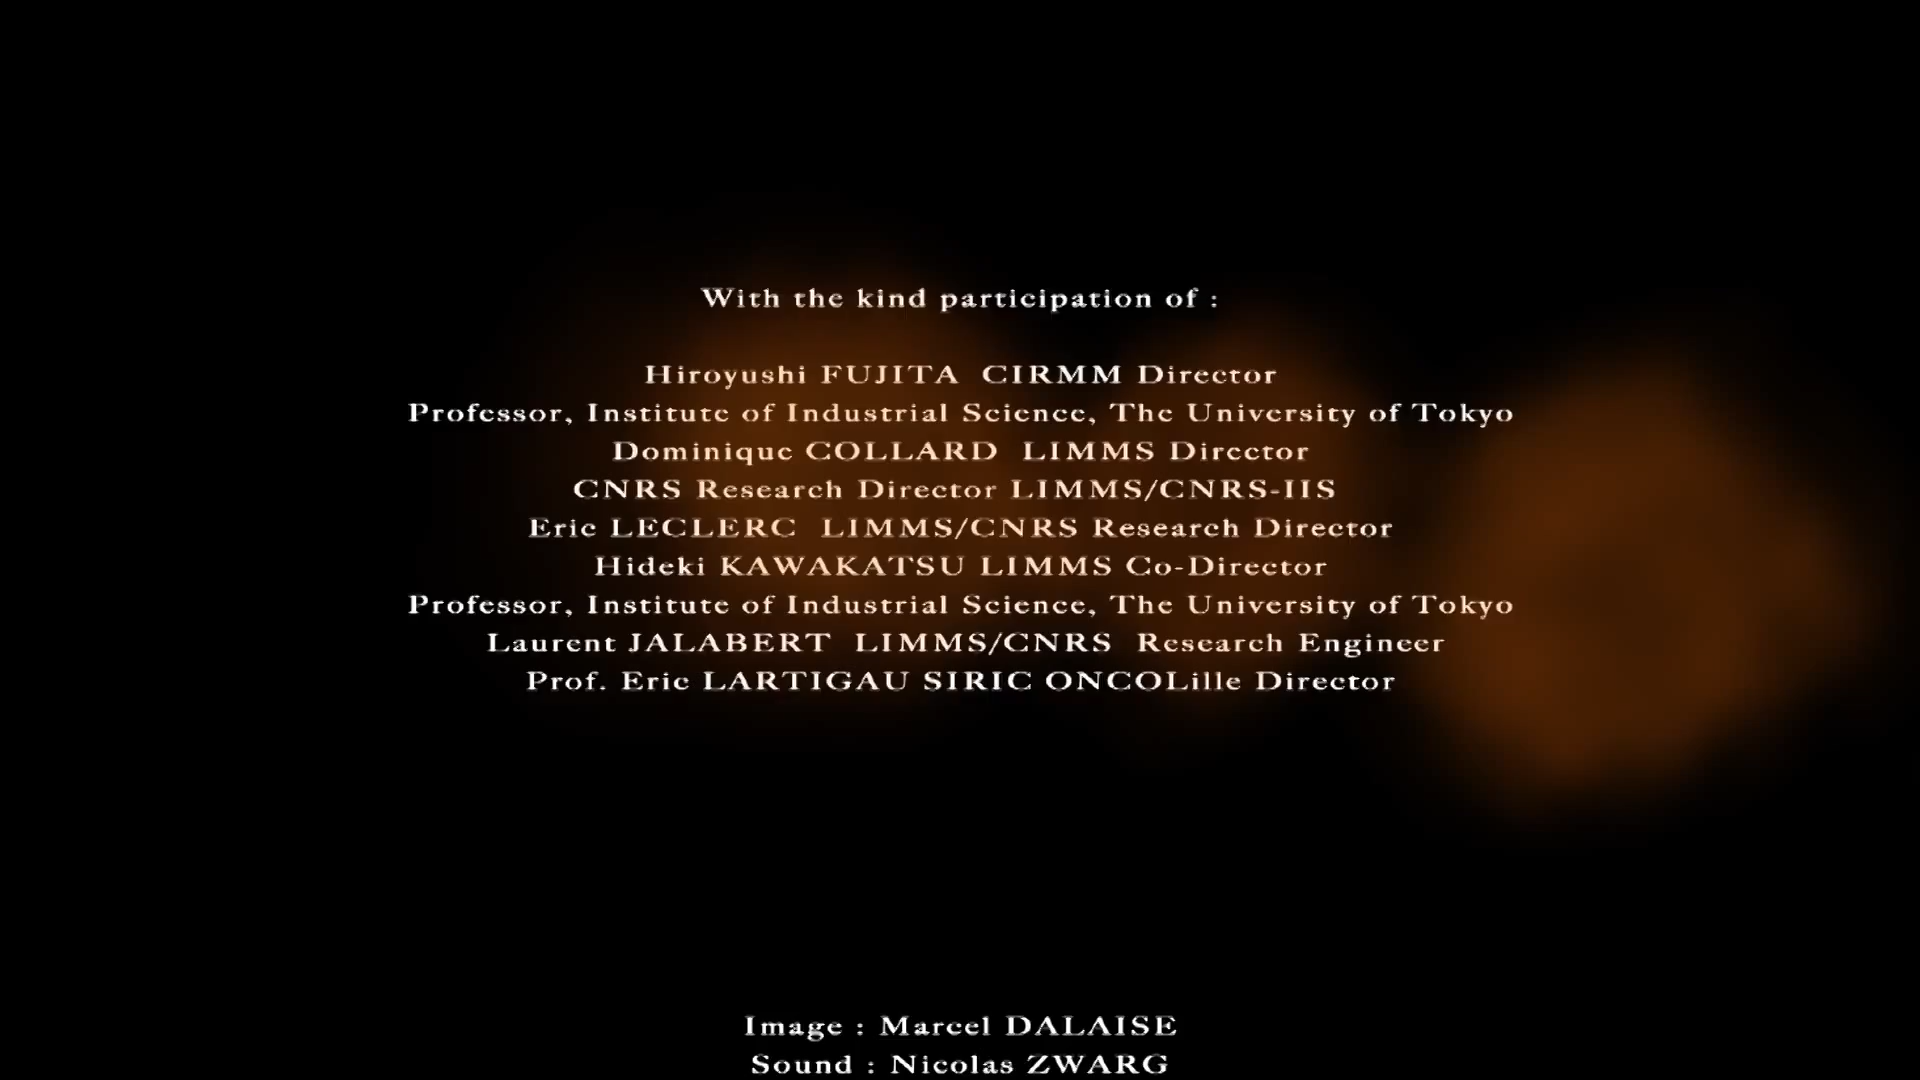 With the kind participation of :
Hiroyushi FUJITA  CIRMM Director
Professor, Institute of Industrial Science, The University of Tokyo
Dominique COLLARD  LIMMS Director
CNRS Research Director LIMMS/CNRS-IIS
Eric LECLERC  LIMMS/CNRS Research Director
Hideki KAWAKATSU LIMMS Co-Director
Professor, Institute of Industrial Science, The University of Tokyo
Laurent JALABERT  LIMMS/CNRS  Research Engineer
Prof. Eric LARTIGAU SIRIC ONCOLille Director
Image : Marcel DALAISE
Sound : Nicolas ZWARG